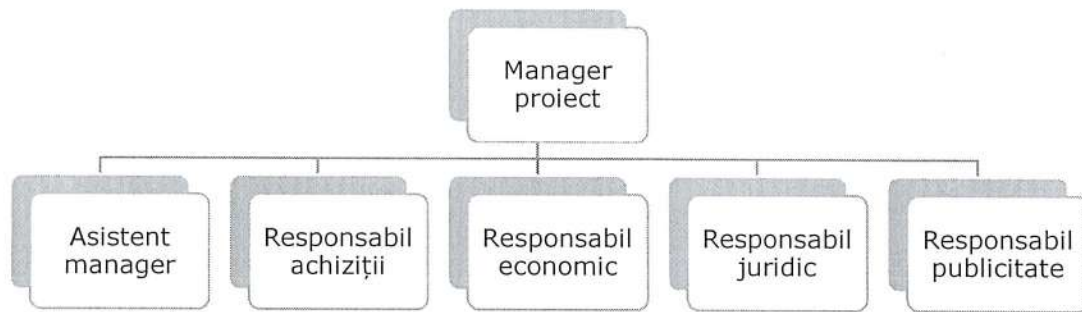 Manager
proiect
Asistent
manager
Responsabil
achiziții
Responsabil
economic
Responsabil
juridic
Responsabil
publicitate